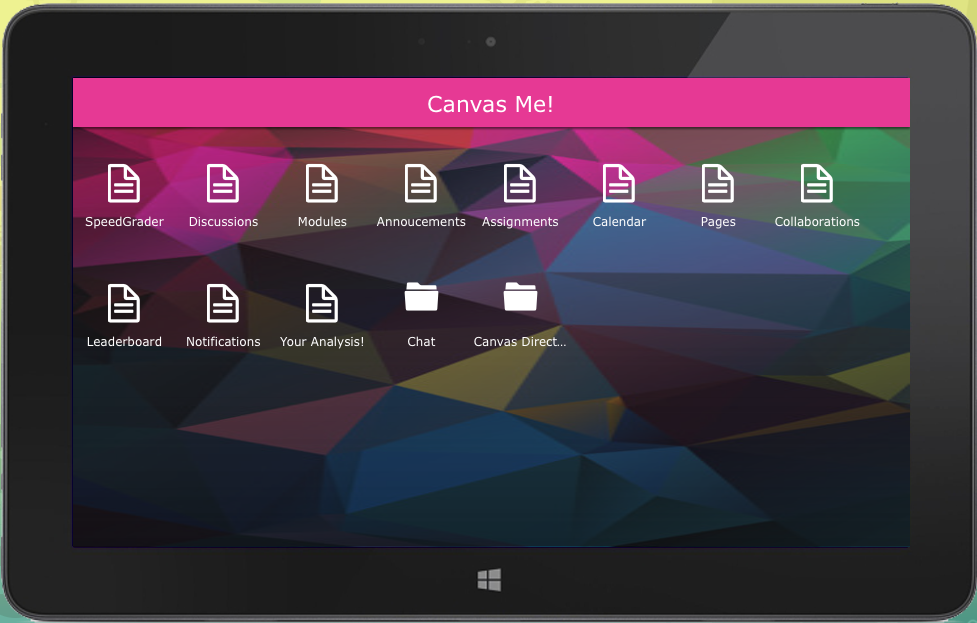 Canvas Me!
SpeedGrader Discussions Modules Annoucements Assignments Calendar Pages Collaborations
Leaderboard Notifications Your Analysis! Chat Canvas Direct...